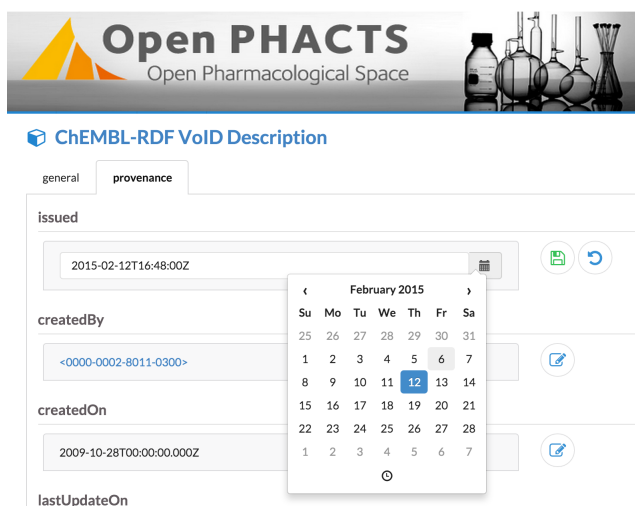 Open PHACTS
Open Pharmacological Space
ChEMBL-RDF VoID Description
general provenance
issued
2015-02-12T16:48:00Z
‹ February 2015 ›
Su Mo Tu We Th Fr Sa
25 26 27 28 29 30 31
1 2 3 4 5 6 7
8 9 10 11 12 13 14
15 16 17 18 19 20 21
22 23 24 25 26 27 28
1 2 3 4 5 6 7
createdBy
<0000-0002-8011-0300>
createdOn
2009-10-28T00:00:00.000Z
lastUpdateOn